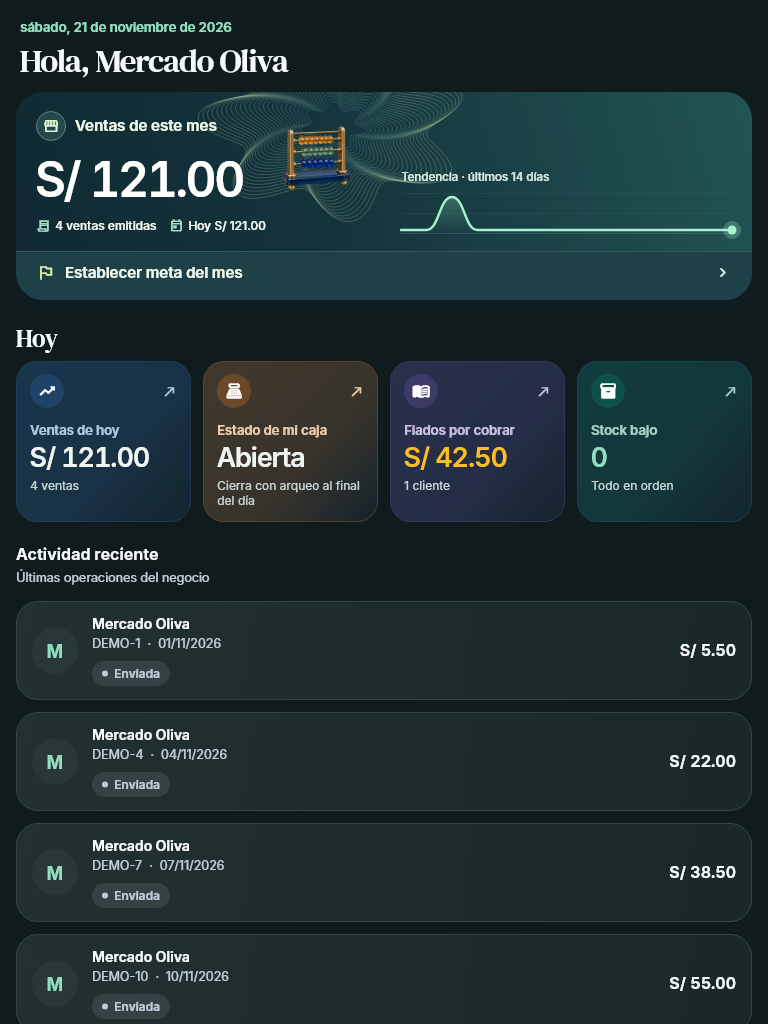 sábado, 21 de noviembre de 2026
Hola, Mercado Oliva
Ventas de este mes
S/ 121.00
4 ventas emitidas
Hoy S/ 121.00
Tendencia · últimos 14 días
Establecer meta del mes
Hoy
Ventas de hoy
S/ 121.00
4 ventas
Estado de mi caja
Abierta
Cierra con arqueo al final
del día
Fiados por cobrar
S/ 42.50
1 cliente
Stock bajo
0
Todo en orden
Actividad reciente
Últimas operaciones del negocio
M
Mercado Oliva
DEMO-1 · 01/11/2026
Enviada
S/ 5.50
M
Mercado Oliva
DEMO-4 · 04/11/2026
Enviada
S/ 22.00
M
Mercado Oliva
DEMO-7 · 07/11/2026
Enviada
S/ 38.50
M
Mercado Oliva
DEMO-10 · 10/11/2026
Enviada
S/ 55.00